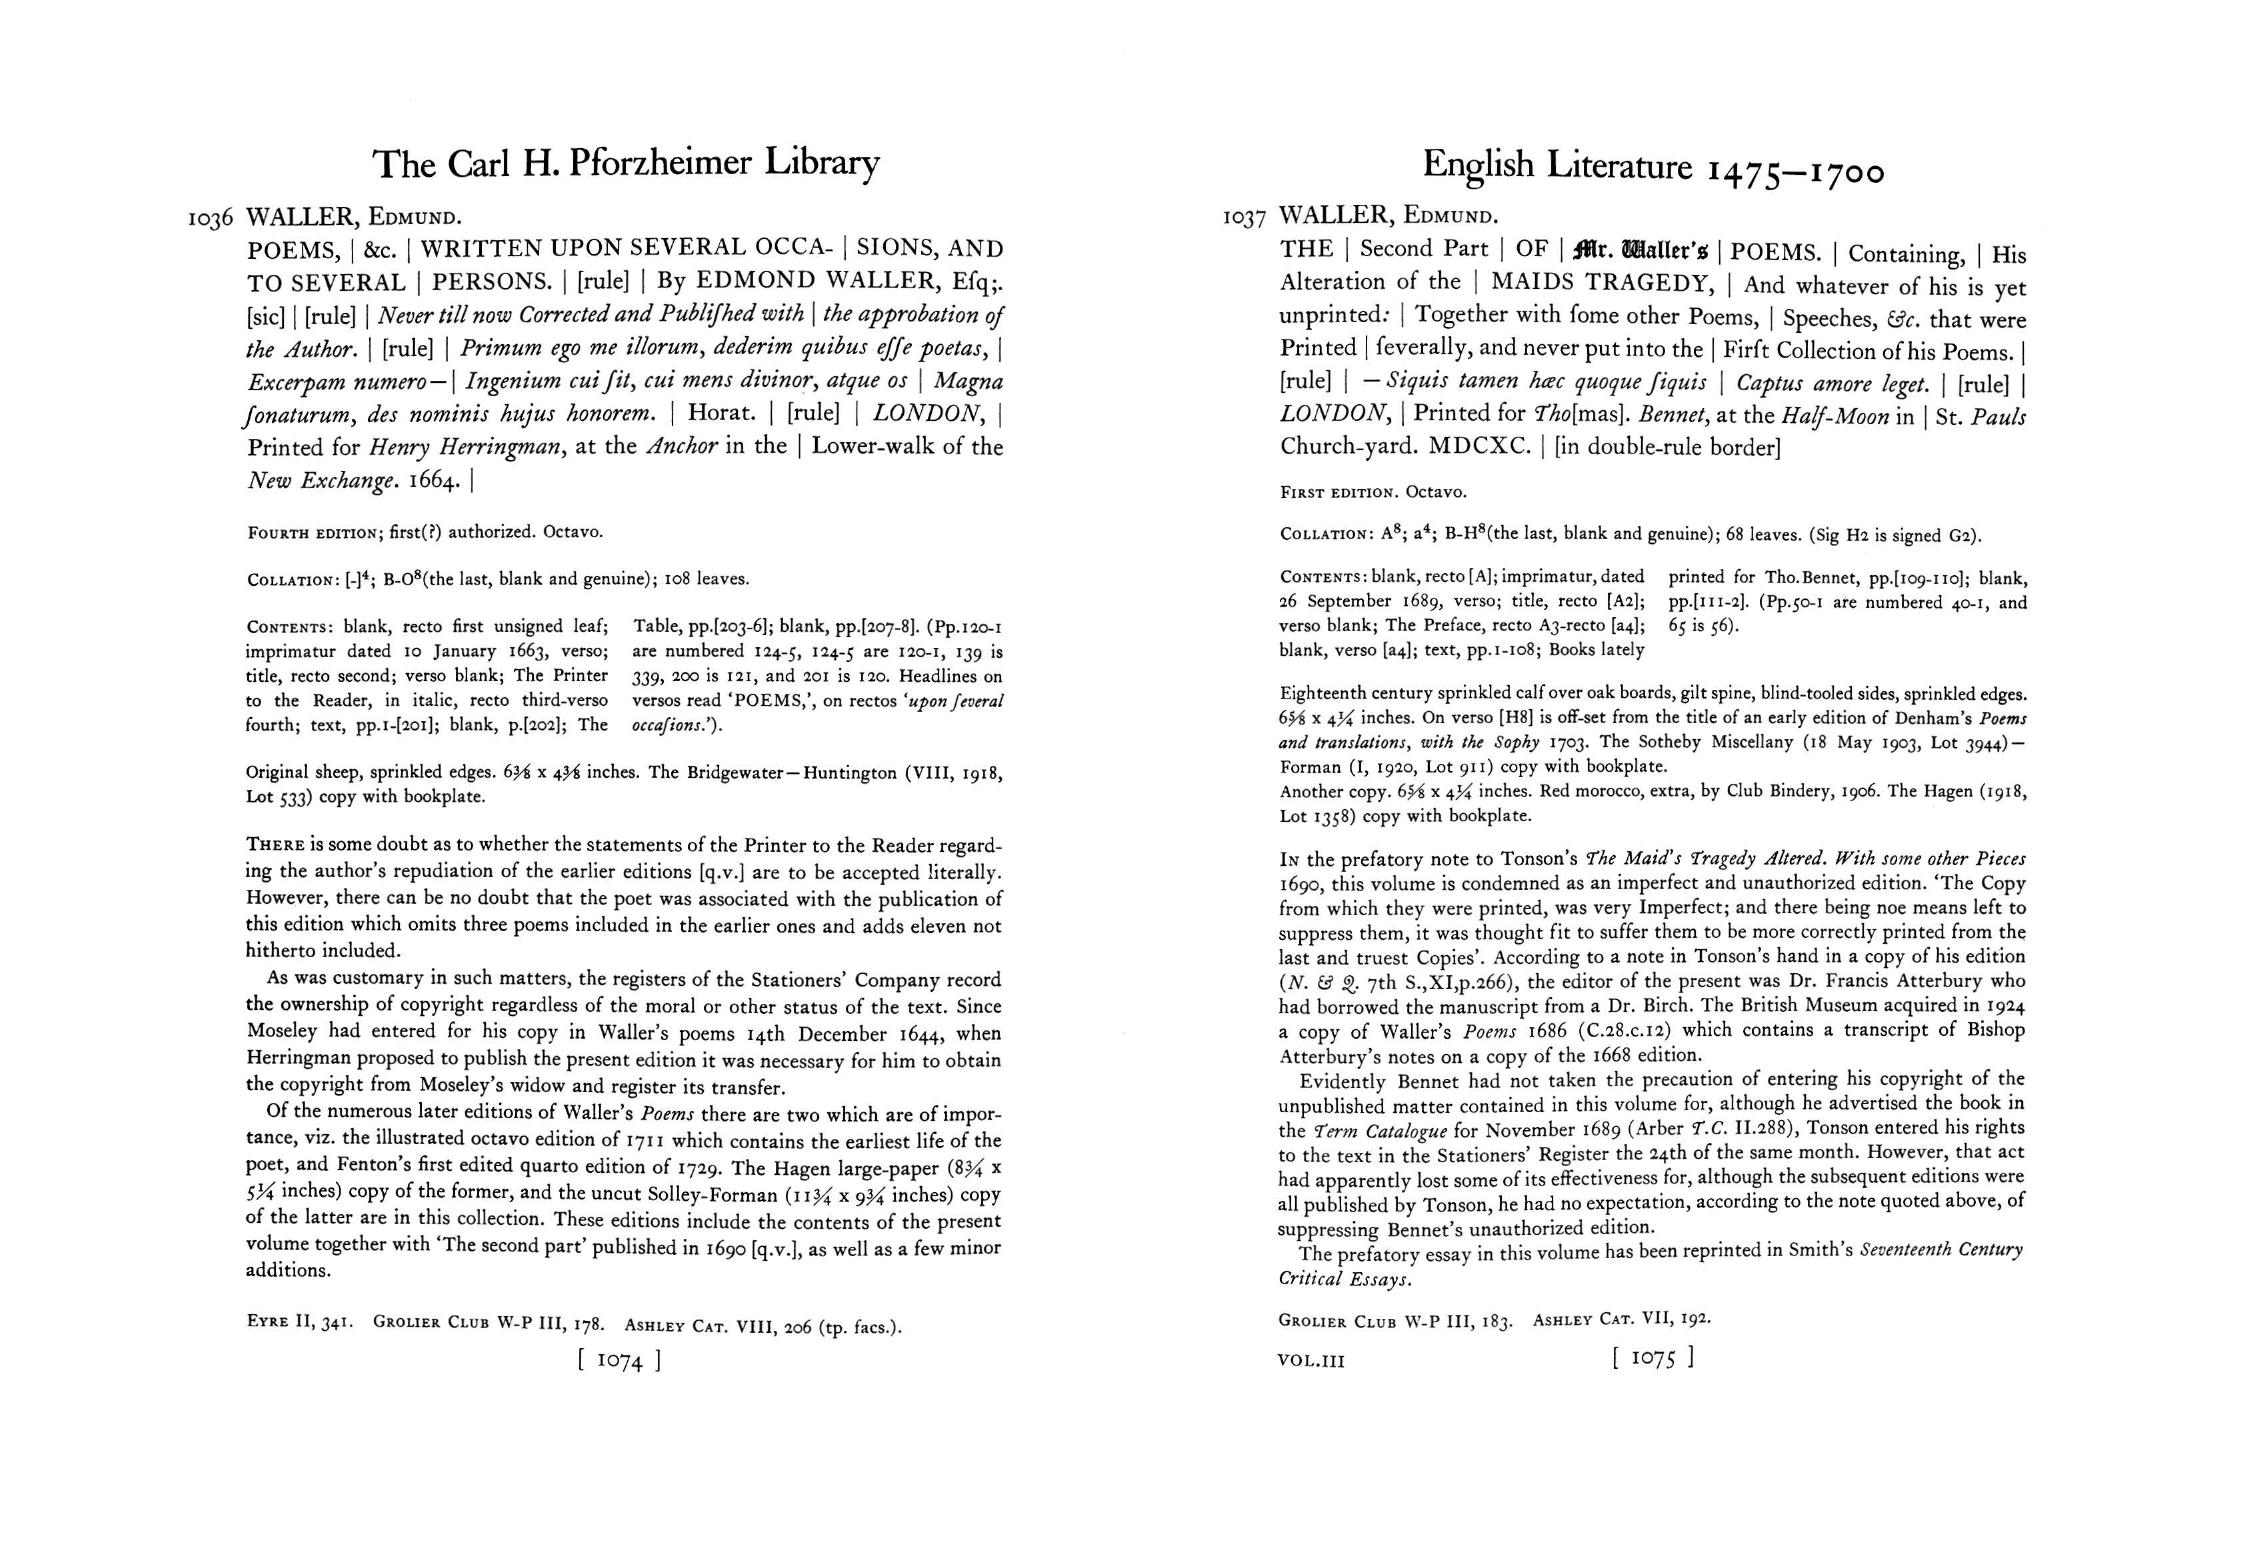 The Carl H. Pforzheimer Library
1036 WALLER, EDMUND.
POEMS, | &c. | WRITTEN UPON SEVERAL OCCA- | SIONS, AND
TO SEVERAL | PERSONS. | [rule] | By EDMOND WALLER, Eſq;.
[sic] | [rule] | Never till now Corrected and Publiſhed with | the approbation of
the Author. | [rule] | Primum ego me illorum, dederim quibus eſſe poetas, |
Excerpam numero—| Ingenium cui ſit, cui mens divinor, atque os | Magna
ſonaturum, des nominis hujus honorem. | Horat. | [rule] | LONDON, |
Printed for Henry Herringman, at the Anchor in the | Lower-walk of the
New Exchange. 1664. |
FOURTH EDITION; first(?) authorized. Octavo.
COLLATION: [-]⁴; B-O⁸(the last, blank and genuine); 108 leaves.
CONTENTS: blank, recto first unsigned leaf;
imprimatur dated 10 January 1663, verso;
title, recto second; verso blank; The Printer
to the Reader, in italic, recto third-verso
fourth; text, pp.1-[201]; blank, p.[202]; The
Table, pp.[203-6]; blank, pp.[207-8]. (Pp.120-1
are numbered 124-5, 124-5 are 120-1, 139 is
339, 200 is 121, and 201 is 120. Headlines on
versos read 'POEMS,', on rectos 'upon ſeveral
occaſions.').
Original sheep, sprinkled edges. 6⅜ x 4⅜ inches. The Bridgewater—Huntington (VIII, 1918,
Lot 533) copy with bookplate.
THERE is some doubt as to whether the statements of the Printer to the Reader regard-
ing the author's repudiation of the earlier editions [q.v.] are to be accepted literally.
However, there can be no doubt that the poet was associated with the publication of
this edition which omits three poems included in the earlier ones and adds eleven not
hitherto included.
As was customary in such matters, the registers of the Stationers' Company record
the ownership of copyright regardless of the moral or other status of the text. Since
Moseley had entered for his copy in Waller's poems 14th December 1644, when
Herringman proposed to publish the present edition it was necessary for him to obtain
the copyright from Moseley's widow and register its transfer.
Of the numerous later editions of Waller's Poems there are two which are of impor-
tance, viz. the illustrated octavo edition of 1711 which contains the earliest life of the
poet, and Fenton's first edited quarto edition of 1729. The Hagen large-paper (8¾ x
5¼ inches) copy of the former, and the uncut Solley-Forman (11¾ x 9¾ inches) copy
of the latter are in this collection. These editions include the contents of the present
volume together with 'The second part' published in 1690 [q.v.], as well as a few minor
additions.
EYRE II, 341. GROLIER CLUB W-P III, 178. ASHLEY CAT. VIII, 206 (tp. facs.).
[ 1074 ]
English Literature 1475—1700
1037 WALLER, EDMUND.
THE | Second Part | OF | Mr. Waller's | POEMS. | Containing, | His
Alteration of the | MAIDS TRAGEDY, | And whatever of his is yet
unprinted: | Together with ſome other Poems, | Speeches, &c. that were
Printed | ſeverally, and never put into the | Firſt Collection of his Poems. |
[rule] | —Siquis tamen hæc quoque ſiquis | Captus amore leget. | [rule] |
LONDON, | Printed for Tho[mas]. Bennet, at the Half-Moon in | St. Pauls
Church-yard. MDCXC. | [in double-rule border]
FIRST EDITION. Octavo.
COLLATION: A⁸; a⁴; B-H⁸(the last, blank and genuine); 68 leaves. (Sig H2 is signed G2).
CONTENTS: blank, recto [A]; imprimatur, dated
26 September 1689, verso; title, recto [A2];
verso blank; The Preface, recto A3-recto [a4];
blank, verso [a4]; text, pp.1-108; Books lately
printed for Tho. Bennet, pp.[109-110]; blank,
pp.[111-2]. (Pp.50-1 are numbered 40-1, and
65 is 56).
Eighteenth century sprinkled calf over oak boards, gilt spine, blind-tooled sides, sprinkled edges.
6⅝ x 4¼ inches. On verso [H8] is off-set from the title of an early edition of Denham's Poems
and translations, with the Sophy 1703. The Sotheby Miscellany (18 May 1903, Lot 3944)—
Forman (I, 1920, Lot 911) copy with bookplate.
Another copy. 6⅝ x 4¼ inches. Red morocco, extra, by Club Bindery, 1906. The Hagen (1918,
Lot 1358) copy with bookplate.
IN the prefatory note to Tonson's The Maid's Tragedy Altered. With some other Pieces
1690, this volume is condemned as an imperfect and unauthorized edition. 'The Copy
from which they were printed, was very Imperfect; and there being noe means left to
suppress them, it was thought fit to suffer them to be more correctly printed from the
last and truest Copies'. According to a note in Tonson's hand in a copy of his edition
(N. & Q. 7th S.,XI,p.266), the editor of the present was Dr. Francis Atterbury who
had borrowed the manuscript from a Dr. Birch. The British Museum acquired in 1924
a copy of Waller's Poems 1686 (C.28.c.12) which contains a transcript of Bishop
Atterbury's notes on a copy of the 1668 edition.
Evidently Bennet had not taken the precaution of entering his copyright of the
unpublished matter contained in this volume for, although he advertised the book in
the Term Catalogue for November 1689 (Arber T.C. II.288), Tonson entered his rights
to the text in the Stationers' Register the 24th of the same month. However, that act
had apparently lost some of its effectiveness for, although the subsequent editions were
all published by Tonson, he had no expectation, according to the note quoted above, of
suppressing Bennet's unauthorized edition.
The prefatory essay in this volume has been reprinted in Smith's Seventeenth Century
Critical Essays.
GROLIER CLUB W-P III, 183. ASHLEY CAT. VII, 192.
VOL.III [ 1075 ]